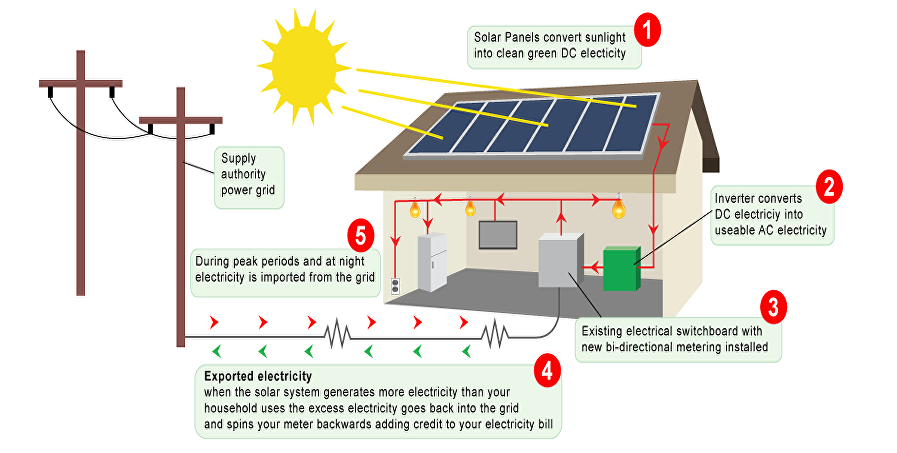 1
Solar Panels convert sunlight
into clean green DC electicity
Supply
authority
power grid
2
Inverter converts
DC electriciy into
useable AC electricity
5
During peak periods and at night
electricity is imported from the grid
3
Existing electrical switchboard with
new bi-directional metering installed
4
Exported electricity
when the solar system generates more electricity than your
household uses the excess electricity goes back into the grid
and spins your meter backwards adding credit to your electricity bill